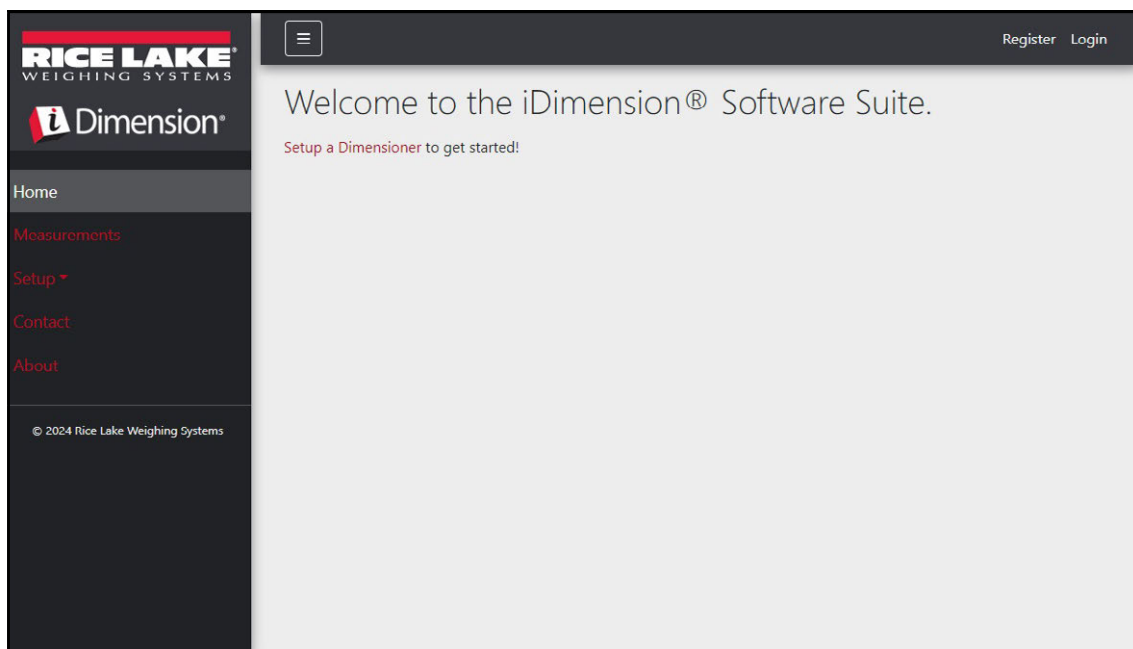 RICE LAKE®
WEIGHING SYSTEMS
i Dimension®
Home
Measurements
Setup
Contact
About
© 2024 Rice Lake Weighing Systems
Register Login
Welcome to the iDimension® Software Suite.
Setup a Dimensioner to get started!